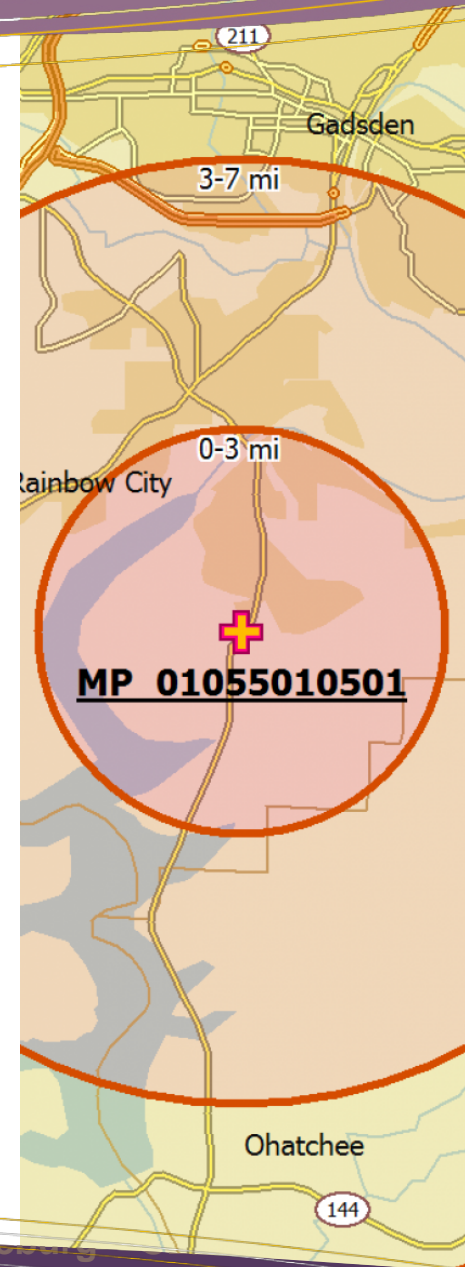 211
Gadsden
3-7 mi
0-3 mi
Rainbow City
MP 01055010501
Ohatchee
144